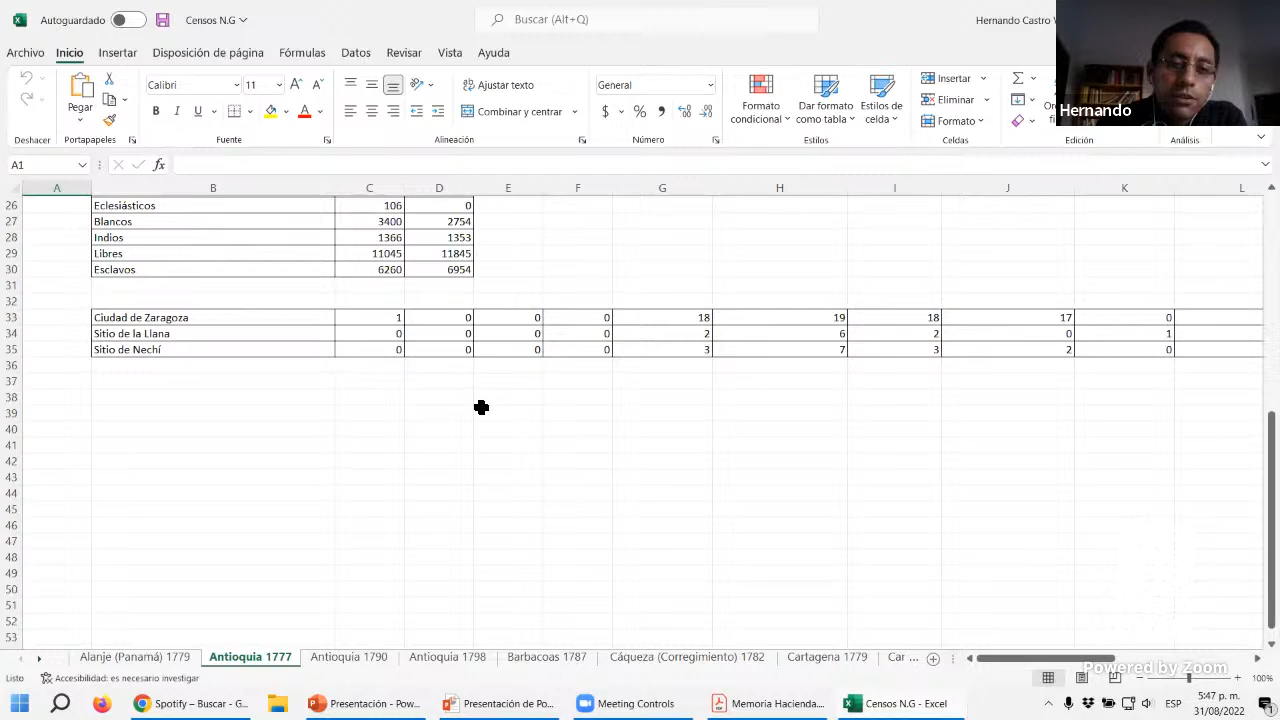 Autoguardado Censos N.G Buscar (Alt+Q) Hernando Castro
Archivo Inicio Insertar Disposición de página Fórmulas Datos Revisar Vista Ayuda
Calibri 11 Ajustar texto General Insertar
Pegar N K S Combinar y centrar $ % Formato condicional Dar formato como tabla Estilos de celda Eliminar
Formato
Hernando
Deshacer Portapapeles Fuente Alineación Número Estilos Celdas Edición Análisis
A1 fx
A B C D E F G H I J K L
26 Eclesiásticos 106 0
27 Blancos 3400 2754
28 Indios 1366 1353
29 Libres 11045 11845
30 Esclavos 6260 6954
31
32
33 Ciudad de Zaragoza 1 0 0 0 18 19 18 17 0
34 Sitio de la Llana 0 0 0 0 2 6 2 0 1
35 Sitio de Nechí 0 0 0 0 3 7 3 2 0
36
37
38
39
40
41
42
43
44
45
46
47
48
49
50
51
52
53
Alanje (Panamá) 1779 Antioquia 1777 Antioquia 1790 Antioquia 1798 Barbacoas 1787 Cáqueza (Corregimiento) 1782 Cartagena 1779 Car ...
Powered by Zoom
Listo Accesibilidad: es necesario investigar 100%
Spotify – Buscar - G... Presentación - Pow... Presentación de Po... Meeting Controls Memoria Hacienda... Censos N.G - Excel ESP 5:47 p. m.
31/08/2022